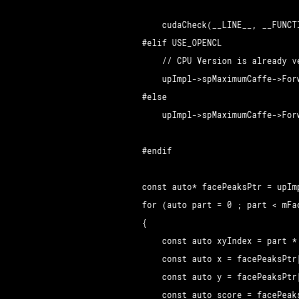 cudaCheck(__LINE__, __FUNCTI
#elif USE_OPENCL
// CPU Version is already ve
upImpl->spMaximumCaffe->Forw
#else
upImpl->spMaximumCaffe->Forw
#endif
const auto* facePeaksPtr = upImp
for (auto part = 0 ; part < mFac
{
const auto xyIndex = part *
const auto x = facePeaksPtr[
const auto y = facePeaksPtr[
const auto score = facePeaks